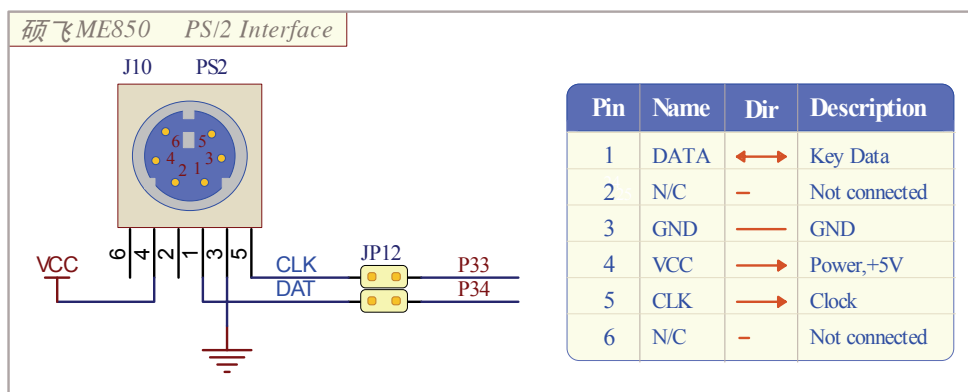 硕飞ME850 PS/2 Interface
J10 PS2
6 5
4 3
2 1
6 4 2 1 3 5
VCC
CLK
DAT
JP12
P33
P34
Pin Name Dir Description
1 DATA Key Data
2 N/C Not connected
3 GND GND
4 VCC Power,+5V
5 CLK Clock
6 N/C Not connected